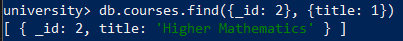 university> db.courses.find({_id: 2}, {title: 1})
[ { _id: 2, title: 'Higher Mathematics' } ]